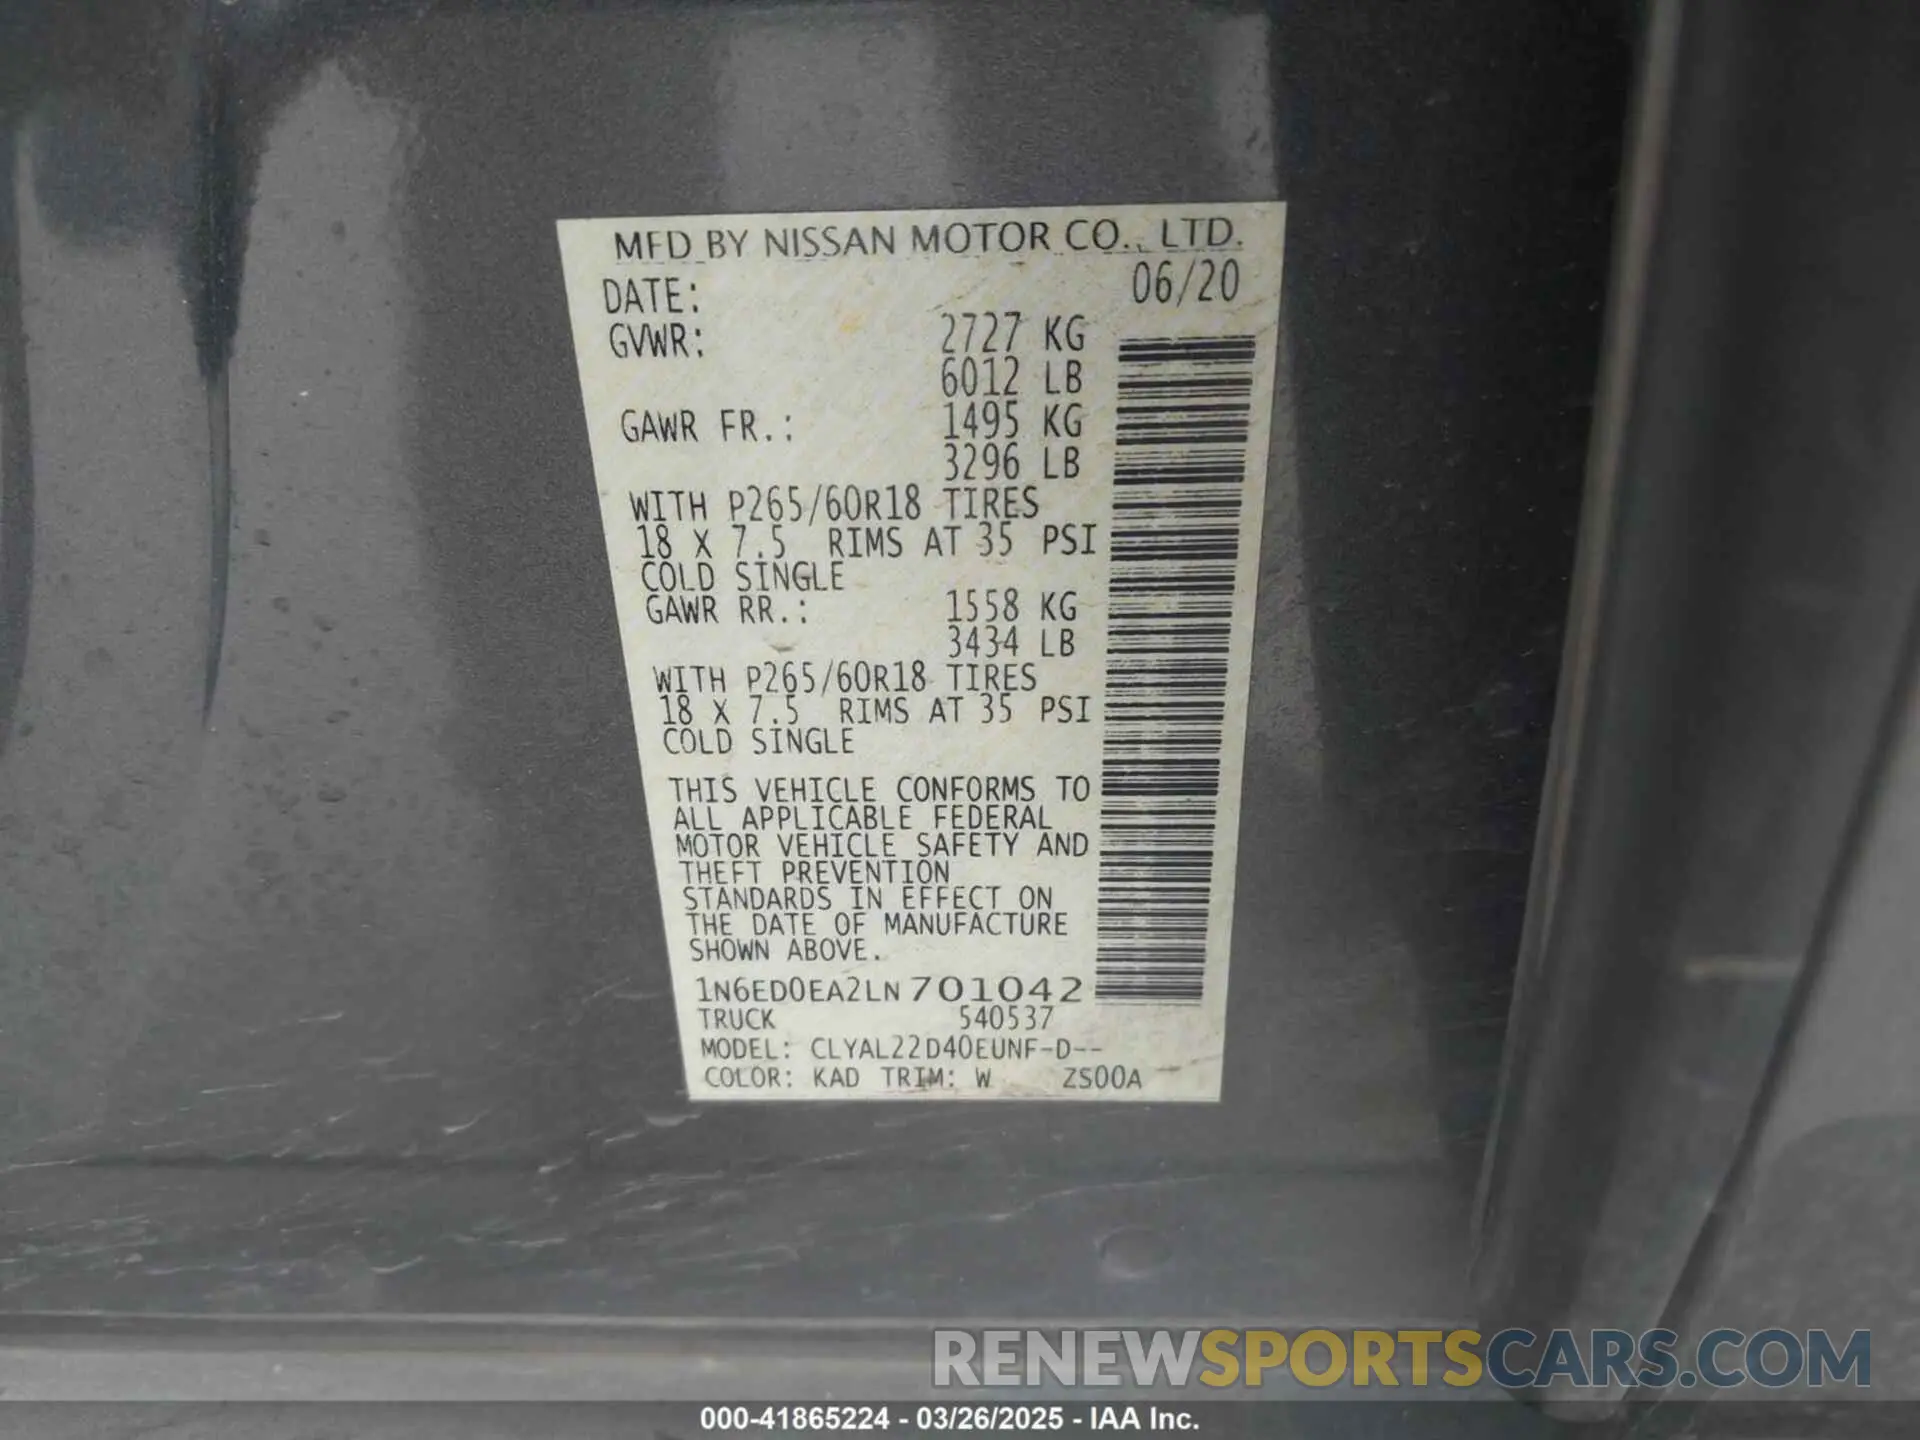 MFD BY NISSAN MOTOR CO., LTD.
DATE: 06/20
GVWR: 2727 KG
6012 LB
GAWR FR.: 1495 KG
3296 LB
WITH P265/60R18 TIRES
18 X 7.5 RIMS AT 35 PSI
COLD SINGLE
GAWR RR.: 1558 KG
3434 LB
WITH P265/60R18 TIRES
18 X 7.5 RIMS AT 35 PSI
COLD SINGLE
THIS VEHICLE CONFORMS TO
ALL APPLICABLE FEDERAL
MOTOR VEHICLE SAFETY AND
THEFT PREVENTION
STANDARDS IN EFFECT ON
THE DATE OF MANUFACTURE
SHOWN ABOVE.
1N6ED0EA2LN701042
TRUCK 540537
MODEL: CLYAL22D40EUNF-D--
COLOR: KAD TRIM: W ZS00A
RENEWSPORTSCARS.COM
000-41865224 - 03/26/2025 - IAA Inc.